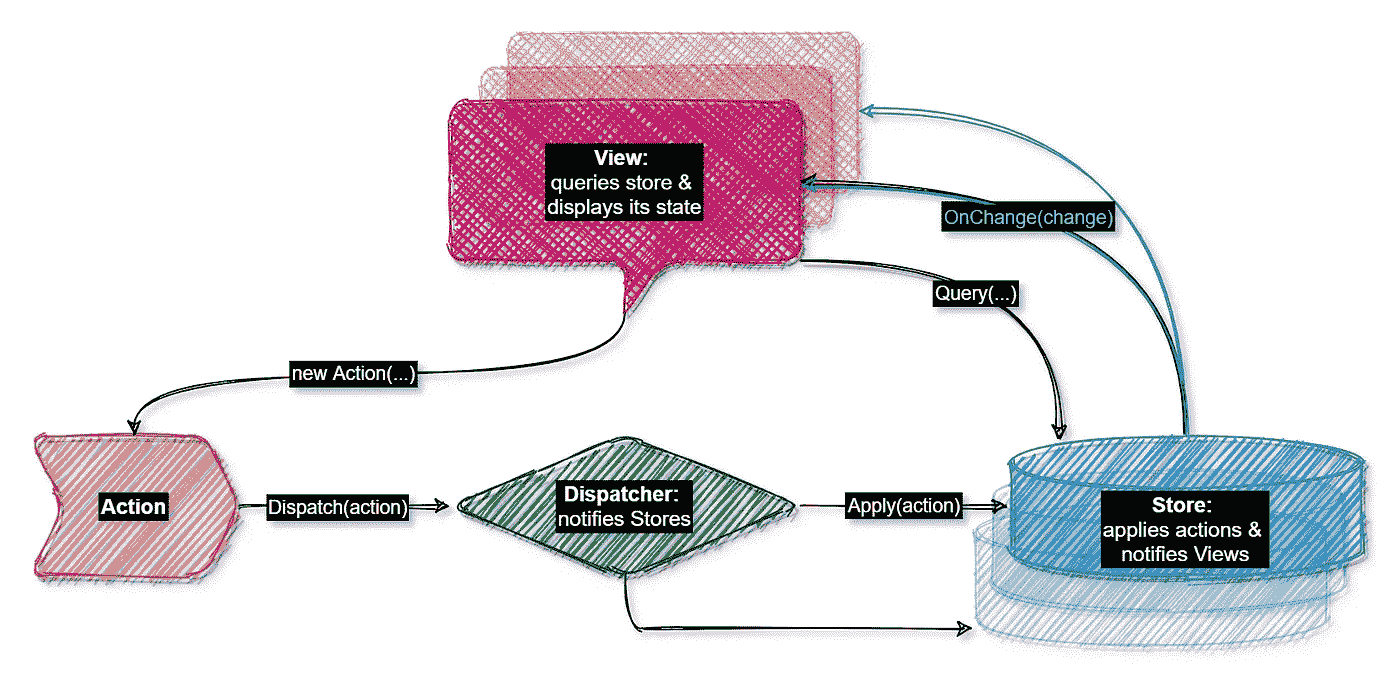 View:
queries store &
displays its state
OnChange(change)
Query(...)
new Action(...)
Action
Dispatch(action)
Dispatcher:
notifies Stores
Apply(action)
Store:
applies actions &
notifies Views